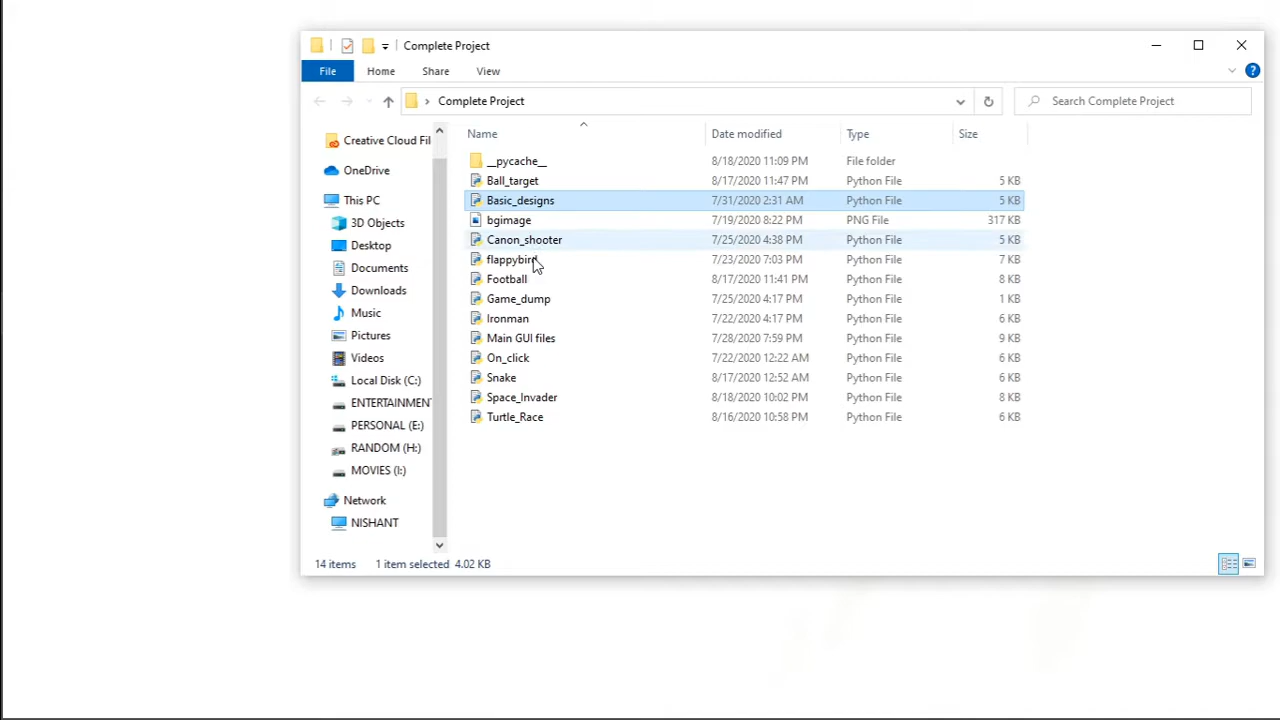 Complete Project
File Home Share View
Complete Project Search Complete Project
Creative Cloud Fil
OneDrive
This PC
3D Objects
Desktop
Documents
Downloads
Music
Pictures
Videos
Local Disk (C:)
ENTERTAINMEN
PERSONAL (E:)
RANDOM (H:)
MOVIES (I:)
Network
NISHANT
Name Date modified Type Size
__pycache__ 8/18/2020 11:09 PM File folder
Ball_target 8/17/2020 11:47 PM Python File 5 KB
Basic_designs 7/31/2020 2:31 AM Python File 5 KB
bgimage 7/19/2020 8:22 PM PNG File 317 KB
Canon_shooter 7/25/2020 4:38 PM Python File 5 KB
flappybird 7/23/2020 7:03 PM Python File 7 KB
Football 8/17/2020 11:41 PM Python File 8 KB
Game_dump 7/25/2020 4:17 PM Python File 1 KB
Ironman 7/22/2020 4:17 PM Python File 6 KB
Main GUI files 7/28/2020 7:59 PM Python File 9 KB
On_click 7/22/2020 12:22 AM Python File 6 KB
Snake 8/17/2020 12:52 AM Python File 6 KB
Space_Invader 8/18/2020 10:02 PM Python File 8 KB
Turtle_Race 8/16/2020 10:58 PM Python File 6 KB
14 items 1 item selected 4.02 KB